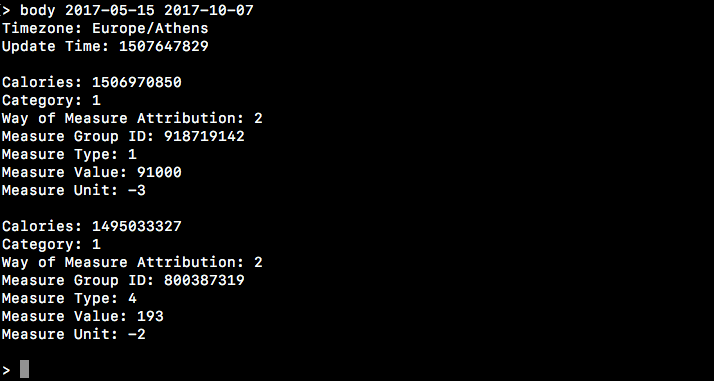 > body 2017-05-15 2017-10-07
Timezone: Europe/Athens
Update Time: 1507647829
Calories: 1506970850
Category: 1
Way of Measure Attribution: 2
Measure Group ID: 918719142
Measure Type: 1
Measure Value: 91000
Measure Unit: -3
Calories: 1495033327
Category: 1
Way of Measure Attribution: 2
Measure Group ID: 800387319
Measure Type: 4
Measure Value: 193
Measure Unit: -2
>